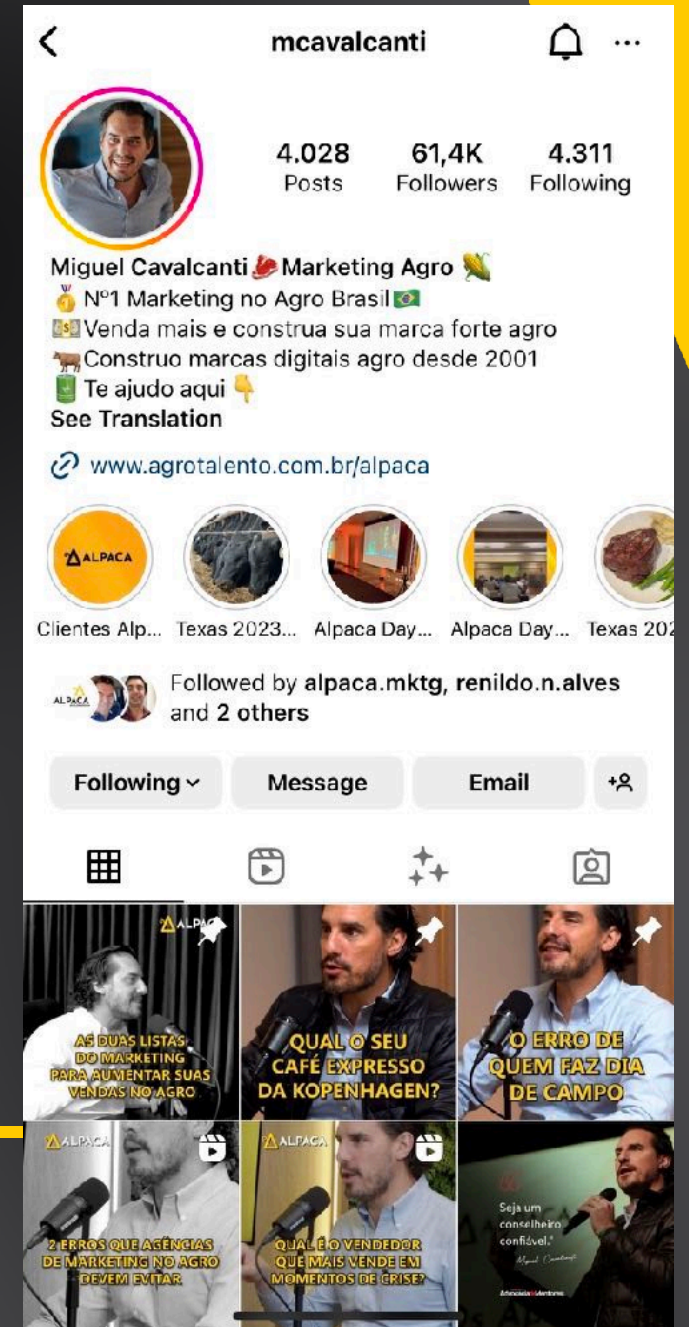 mcavalcanti
4.028 61,4K 4.311
Posts Followers Following
Miguel Cavalcanti🥩Marketing Agro 🌽
🥇Nº1 Marketing no Agro Brasil🇧🇷
💵Venda mais e construa sua marca forte agro
🐂Construo marcas digitais agro desde 2001
🛢️Te ajudo aqui 👇
See Translation
www.agrotalento.com.br/alpaca
ALPACA
Clientes Alp... Texas 2023... Alpaca Day... Alpaca Day... Texas 202
ALPACA
Followed by alpaca.mktg, renildo.n.alves
and 2 others
Following Message Email
ALPACA
AS DUAS LISTAS
DO MARKETING
PARA AUMENTAR SUAS
VENDAS NO AGRO
QUAL O SEU
CAFÉ EXPRESSO
DA KOPENHAGEN?
O ERRO DE
QUEM FAZ DIA
DE CAMPO
ALPACA
2 ERROS QUE AGÊNCIAS
DE MARKETING NO AGRO
DEVEM EVITAR
ALPACA
QUAL É O VENDEDOR
QUE MAIS VENDE EM
MOMENTOS DE CRISE?
Seja um
conselheiro
confiável."
Miguel Cavalcanti